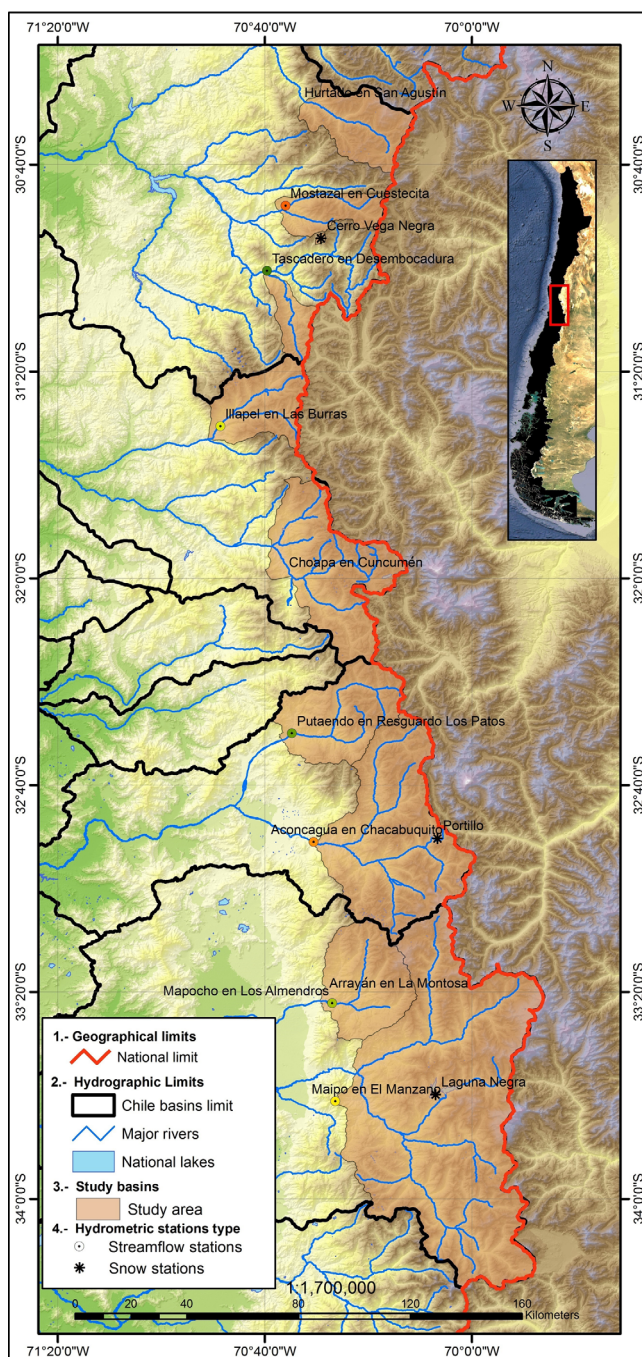 71°20'0"W 70°40'0"W 70°0'0"W
N
W E
S
30°40'0"S 30°40'0"S
31°20'0"S 31°20'0"S
32°0'0"S 32°0'0"S
32°40'0"S 32°40'0"S
33°20'0"S 33°20'0"S
34°0'0"S 34°0'0"S
Hurtado en San Agustín
Mostazal en Cuestecita
Cerro Vega Negra
Tascadero en Desembocadura
Illapel en Las Burras
Choapa en Cuncumén
Putaendo en Resguardo Los Patos
Aconcagua en Chacabuquito
Portillo
Arrayán en La Montosa
Mapocho en Los Almendros
Maipo en El Manzano
Laguna Negra
1.- Geographical limits
National limit
2.- Hydrographic Limits
Chile basins limit
Major rivers
National lakes
3.- Study basins
Study area
4.- Hydrometric stations type
Streamflow stations
Snow stations
1:1,700,000
0 20 40 80 120 160
Kilometers
71°20'0"W 70°40'0"W 70°0'0"W